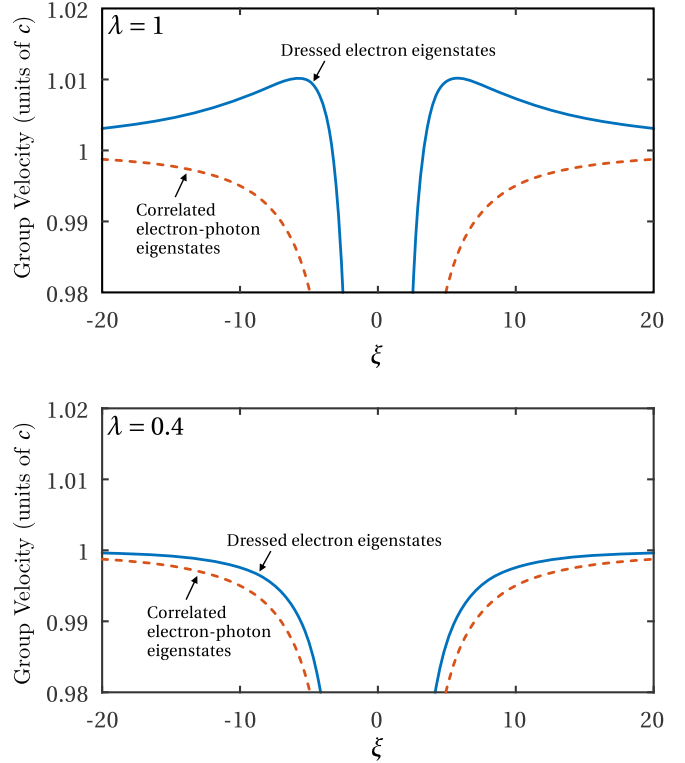 1.02
λ = 1
Dressed electron eigenstates
1.01
Group Velocity (units of c)
1
Correlated
electron-photon
eigenstates
0.99
0.98
-20
-10
0
10
20
ξ
1.02
λ = 0.4
1.01
Group Velocity (units of c)
1
Dressed electron eigenstates
Correlated
electron-photon
eigenstates
0.99
0.98
-20
-10
0
10
20
ξ